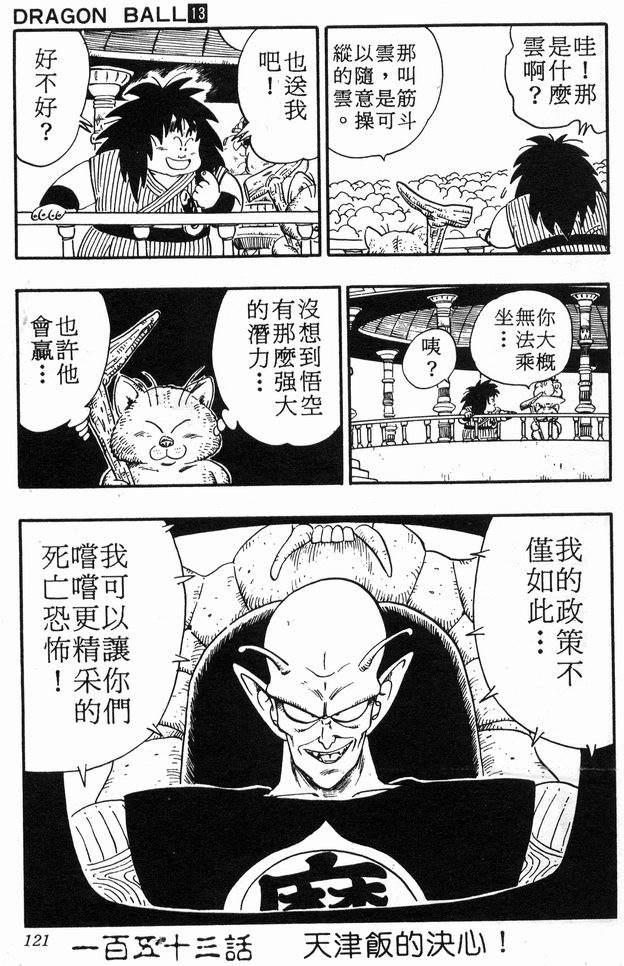 DRAGON BALL 13
哇！那
是什麼
雲啊？
那叫筋斗
雲，是可
以隨意操
縱的雲。
也送我
吧！
好不好？
你大概
無法乘
坐…
咦？
沒想到悟空
有那麼强大
的潛力…
也許他
會贏…
我的政策不
僅如此…
我可以讓你們
嚐嚐更精采的
死亡恐怖！
魔
121
一百五十三話 天津飯的決心！